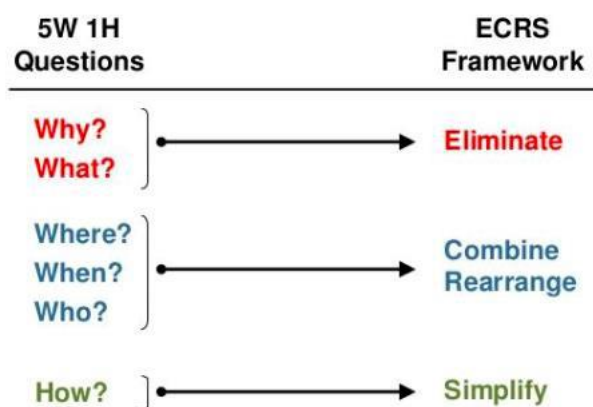 5W 1H
Questions
ECRS
Framework
Why?
What?
Eliminate
Where?
When?
Who?
Combine
Rearrange
How?
Simplify